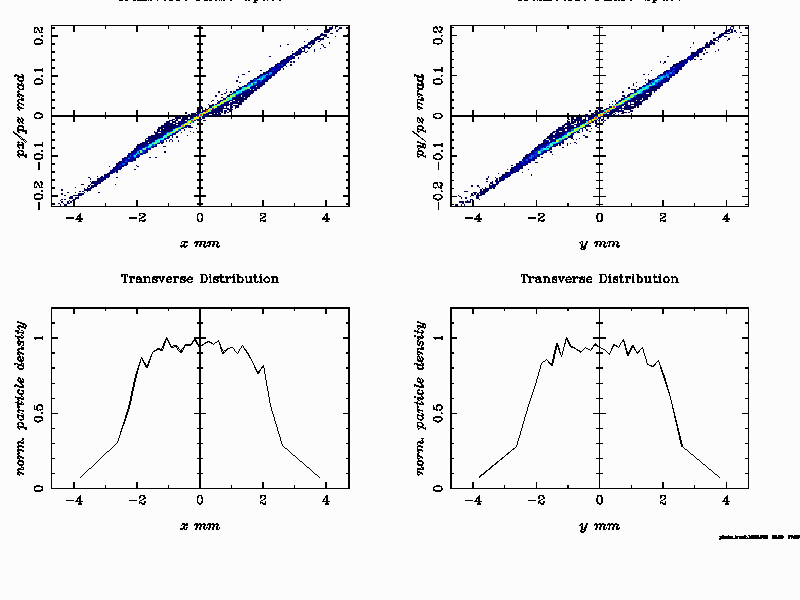 0.2
0.1
0
−0.1
−0.2
px/pz mrad
−4 −2 0 2 4
x mm
0.2
0.1
0
−0.1
−0.2
py/pz mrad
−4 −2 0 2 4
y mm
Transverse Distribution
1
0.5
0
norm. particle density
−4 −2 0 2 4
x mm
Transverse Distribution
1
0.5
0
norm. particle density
−4 −2 0 2 4
y mm